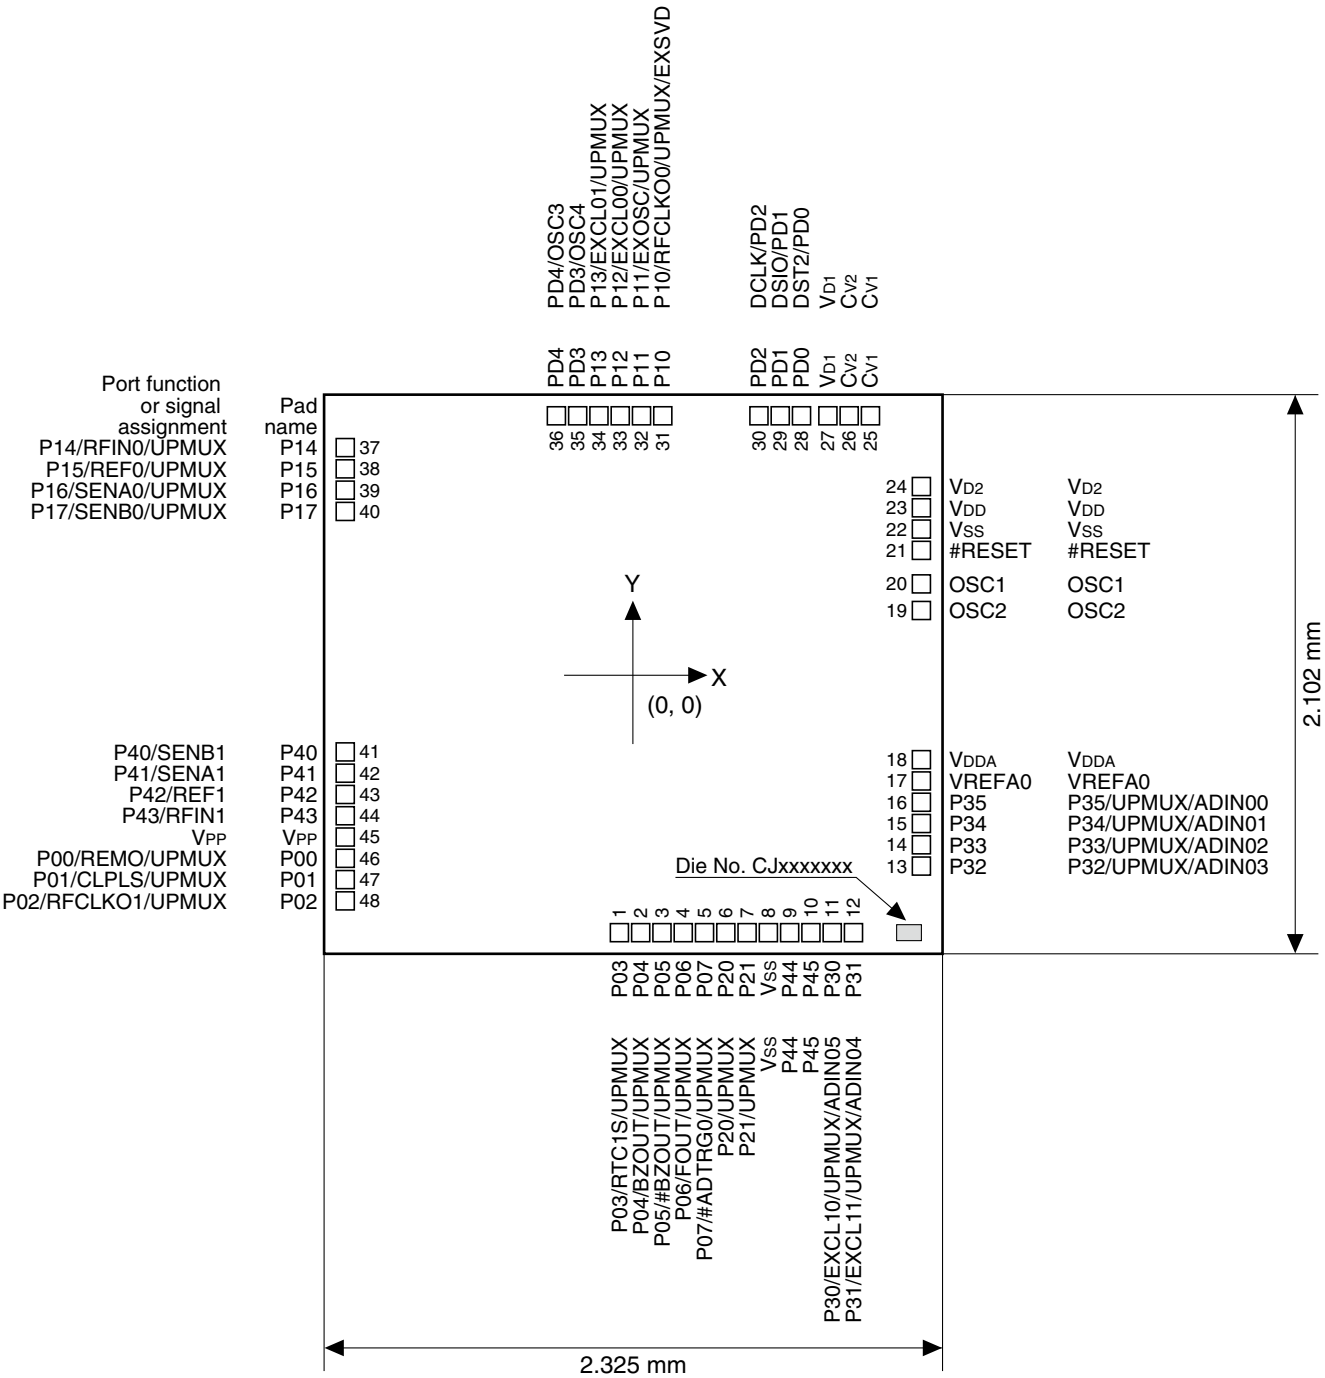 PD4/OSC3
PD3/OSC4
P13/EXCL01/UPMUX
P12/EXCL00/UPMUX
P11/EXOSC/UPMUX
P10/RFCLKO0/UPMUX/EXSVD
DCLK/PD2
DSIO/PD1
DST2/PD0
VD1
CV2
CV1
PD4
PD3
P13
P12
P11
P10
PD2
PD1
PD0
VD1
CV2
CV1
36
35
34
33
32
31
30
29
28
27
26
25
Port function
or signal
assignment
Pad
name
P14/RFIN0/UPMUX P14 37
P15/REF0/UPMUX P15 38
P16/SENA0/UPMUX P16 39
P17/SENB0/UPMUX P17 40
24 VD2 VD2
23 VDD VDD
22 VSS VSS
21 #RESET #RESET
20 OSC1 OSC1
19 OSC2 OSC2
Y
X
(0, 0)
2.102 mm
P40/SENB1 P40 41
P41/SENA1 P41 42
P42/REF1 P42 43
P43/RFIN1 P43 44
VPP VPP 45
P00/REMO/UPMUX P00 46
P01/CLPLS/UPMUX P01 47
P02/RFCLKO1/UPMUX P02 48
18 VDDA VDDA
17 VREFA0 VREFA0
16 P35 P35/UPMUX/ADIN00
15 P34 P34/UPMUX/ADIN01
14 P33 P33/UPMUX/ADIN02
13 P32 P32/UPMUX/ADIN03
Die No. CJxxxxxxx
1
2
3
4
5
6
7
8
9
10
11
12
P03
P04
P05
P06
P07
P20
P21
VSS
P44
P45
P30
P31
P03/RTC1S/UPMUX
P04/BZOUT/UPMUX
P05/#BZOUT/UPMUX
P06/FOUT/UPMUX
P07/#ADTRG0/UPMUX
P20/UPMUX
P21/UPMUX
VSS
P44
P45
P30/EXCL10/UPMUX/ADIN05
P31/EXCL11/UPMUX/ADIN04
2.325 mm